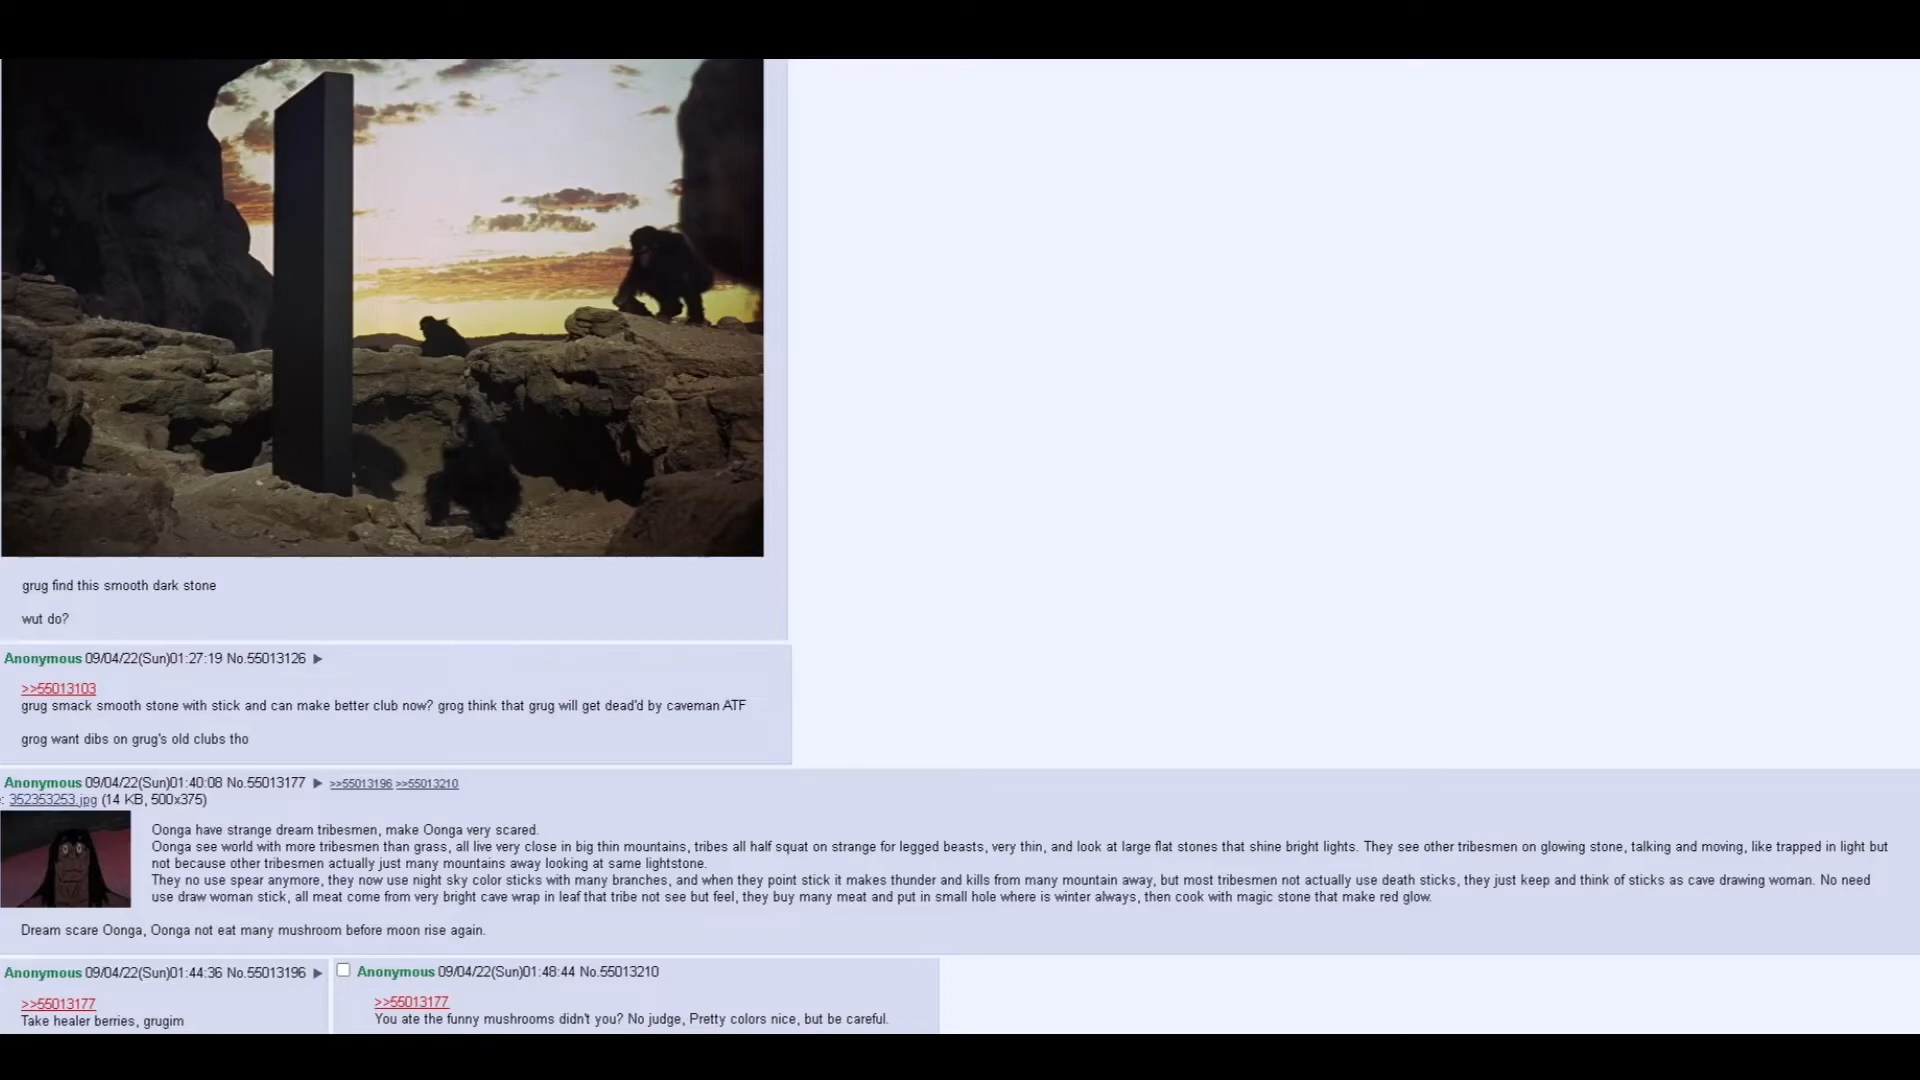 grug find this smooth dark stone
wut do?
Anonymous 09/04/22(Sun)01:27:19 No.55013126 ▶
>>55013103
grug smack smooth stone with stick and can make better club now? grog think that grug will get dead'd by caveman ATF
grog want dibs on grug's old clubs tho
Anonymous 09/04/22(Sun)01:40:08 No.55013177 ▶ >>55013196 >>55013210
: 352353253.jpg (14 KB, 500x375)
Oonga have strange dream tribesmen, make Oonga very scared.
Oonga see world with more tribesmen than grass, all live very close in big thin mountains, tribes all half squat on strange for legged beasts, very thin, and look at large flat stones that shine bright lights. They see other tribesmen on glowing stone, talking and moving, like trapped in light but
not because other tribesmen actually just many mountains away looking at same lightstone.
They no use spear anymore, they now use night sky color sticks with many branches, and when they point stick it makes thunder and kills from many mountain away, but most tribesmen not actually use death sticks, they just keep and think of sticks as cave drawing woman. No need
use draw woman stick, all meat come from very bright cave wrap in leaf that tribe not see but feel, they buy many meat and put in small hole where is winter always, then cook with magic stone that make red glow.
Dream scare Oonga, Oonga not eat many mushroom before moon rise again.
Anonymous 09/04/22(Sun)01:44:36 No.55013196 ▶
>>55013177
Take healer berries, grugim
Anonymous 09/04/22(Sun)01:48:44 No.55013210
>>55013177
You ate the funny mushrooms didn't you? No judge, Pretty colors nice, but be careful.